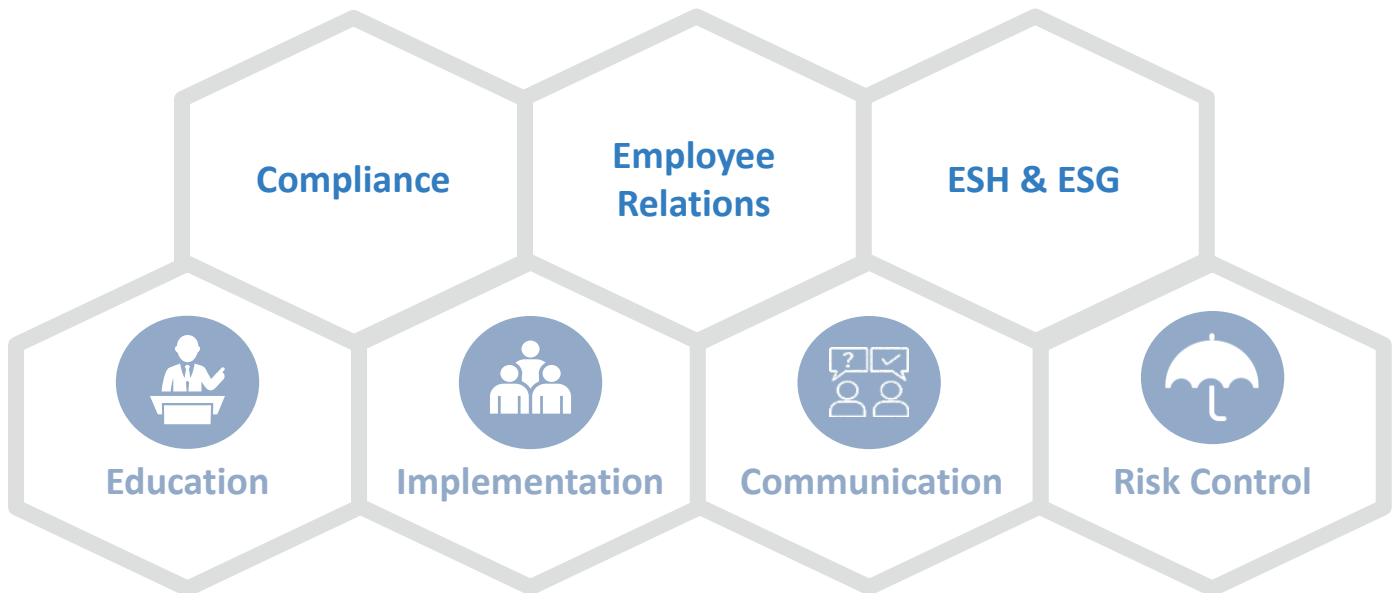 Compliance
Employee
Relations
ESH & ESG
?
Education
Implementation
Communication
Risk Control